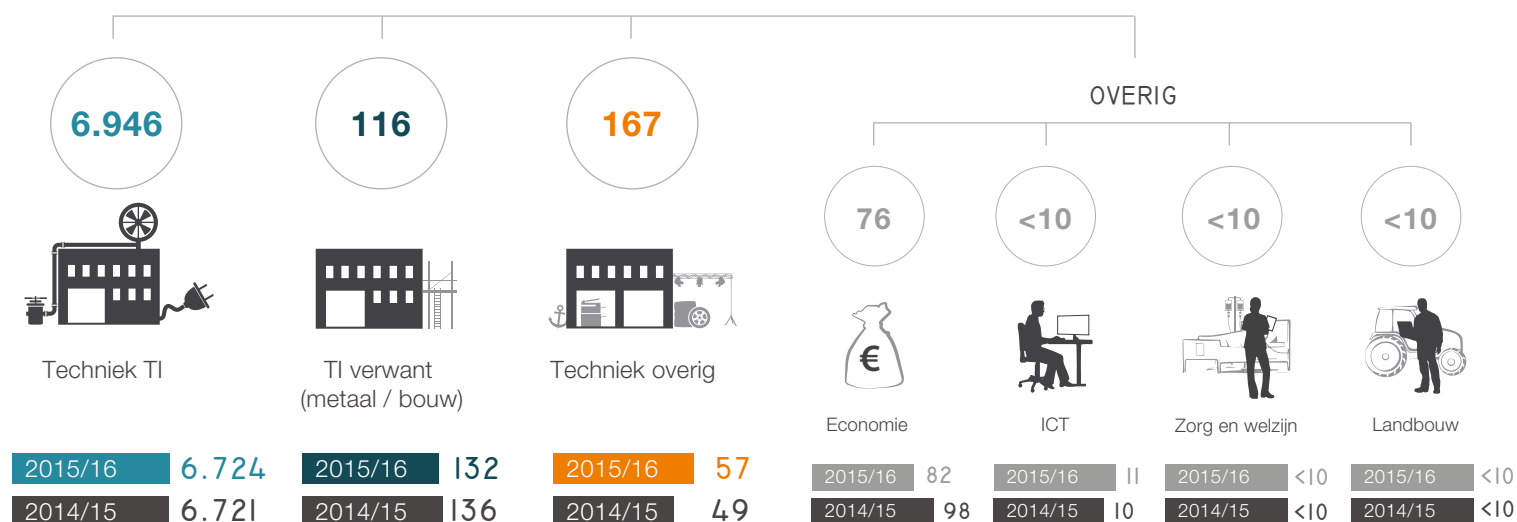 6.946
116
167
OVERIG
76
<10
<10
<10
€
Techniek TI
TI verwant
(metaal / bouw)
Techniek overig
Economie
ICT
Zorg en welzijn
Landbouw
2015/16 6.724
2014/15 6.721
2015/16 132
2014/15 136
2015/16 57
2014/15 49
2015/16 82
2014/15 98
2015/16 11
2014/15 10
2015/16 <10
2014/15 <10
2015/16 <10
2014/15 <10